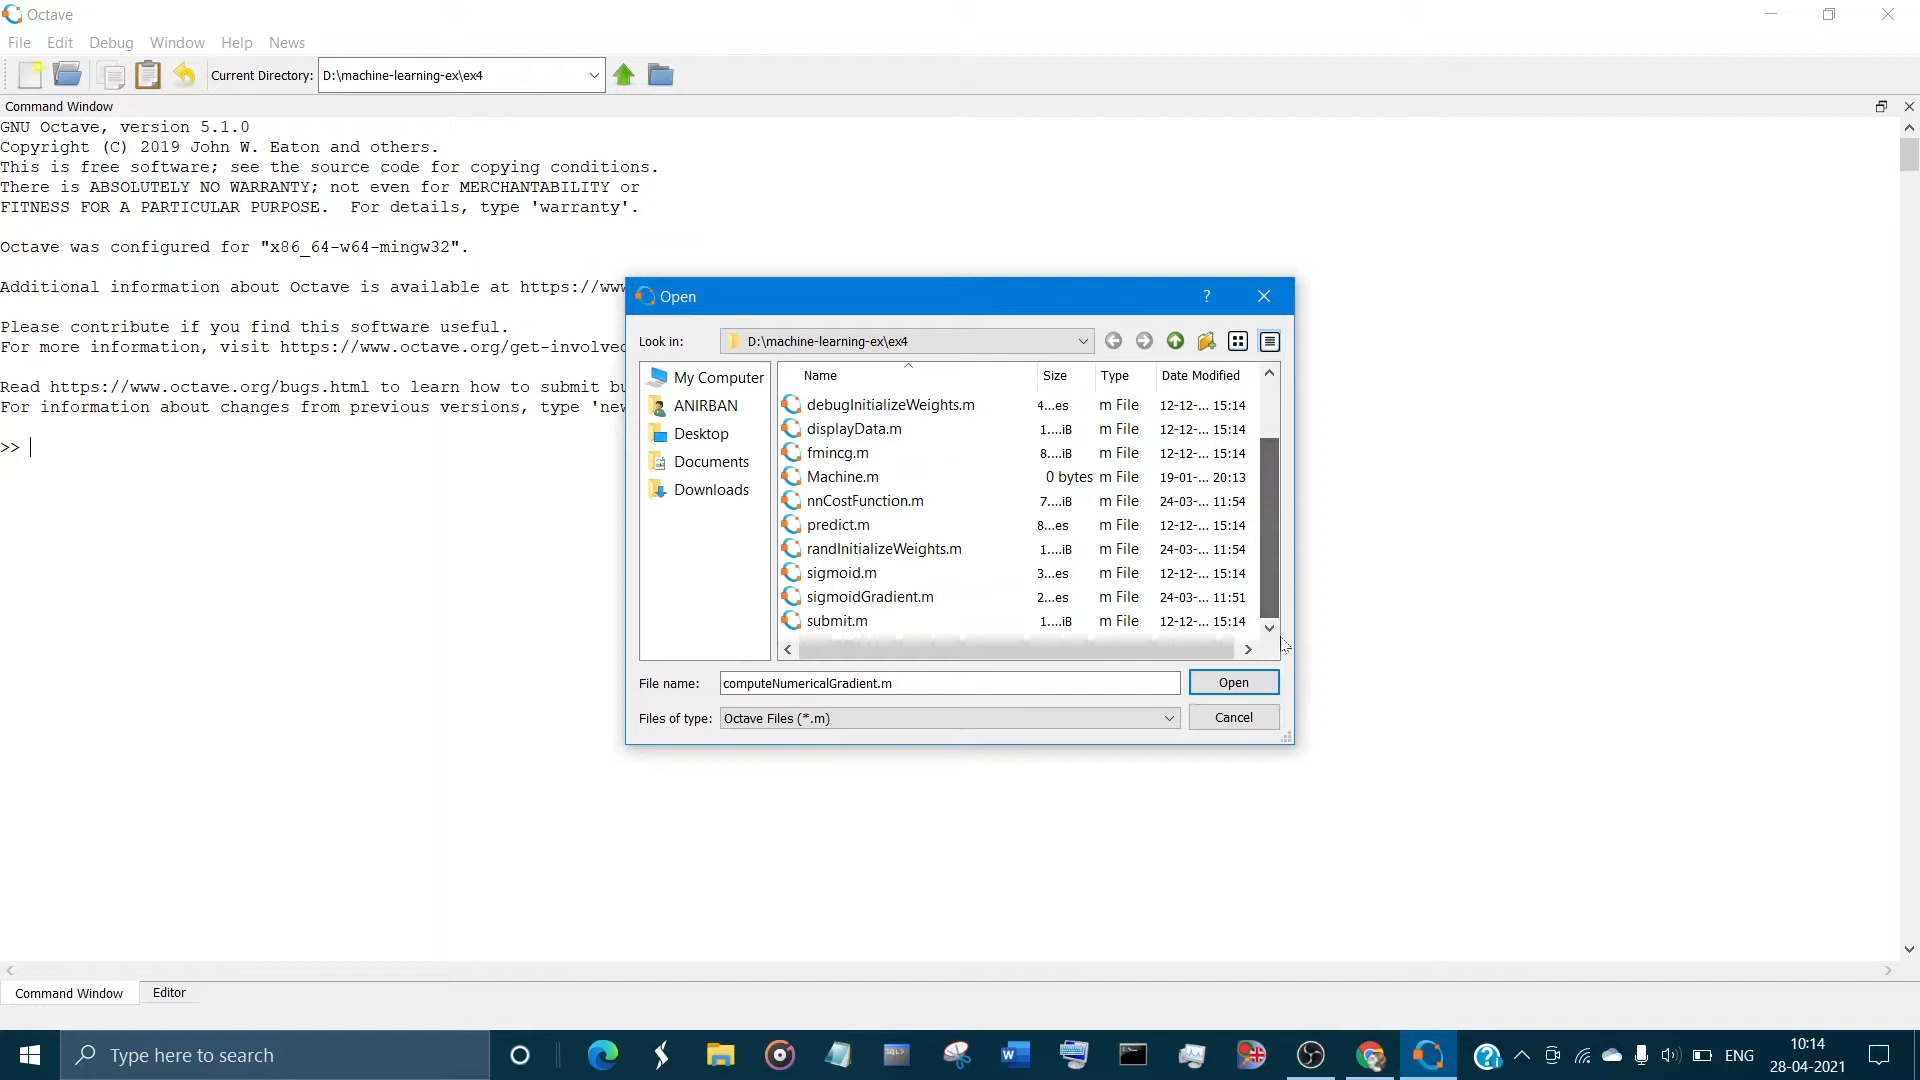 Octave
File Edit Debug Window Help News
Current Directory: D:\machine-learning-ex\ex4
Command Window
GNU Octave, version 5.1.0
Copyright (C) 2019 John W. Eaton and others.
This is free software; see the source code for copying conditions.
There is ABSOLUTELY NO WARRANTY; not even for MERCHANTABILITY or
FITNESS FOR A PARTICULAR PURPOSE.  For details, type 'warranty'.
Octave was configured for "x86_64-w64-mingw32".
Additional information about Octave is available at https://www
Please contribute if you find this software useful.
For more information, visit https://www.octave.org/get-involved
Read https://www.octave.org/bugs.html to learn how to submit bu
For information about changes from previous versions, type 'new
>>
Open
?
Look in: D:\machine-learning-ex\ex4
My Computer
ANIRBAN
Desktop
Documents
Downloads
Name Size Type Date Modified
debugInitializeWeights.m 4...es m File 12-12-... 15:14
displayData.m 1....iB m File 12-12-... 15:14
fmincg.m 8....iB m File 12-12-... 15:14
Machine.m 0 bytes m File 19-01-... 20:13
nnCostFunction.m 7....iB m File 24-03-... 11:54
predict.m 8...es m File 12-12-... 15:14
randInitializeWeights.m 1....iB m File 24-03-... 11:54
sigmoid.m 3...es m File 12-12-... 15:14
sigmoidGradient.m 2...es m File 24-03-... 11:51
submit.m 1....iB m File 12-12-... 15:14
File name: computeNumericalGradient.m Open
Files of type: Octave Files (*.m) Cancel
Command Window Editor
Type here to search
ENG
10:14
28-04-2021